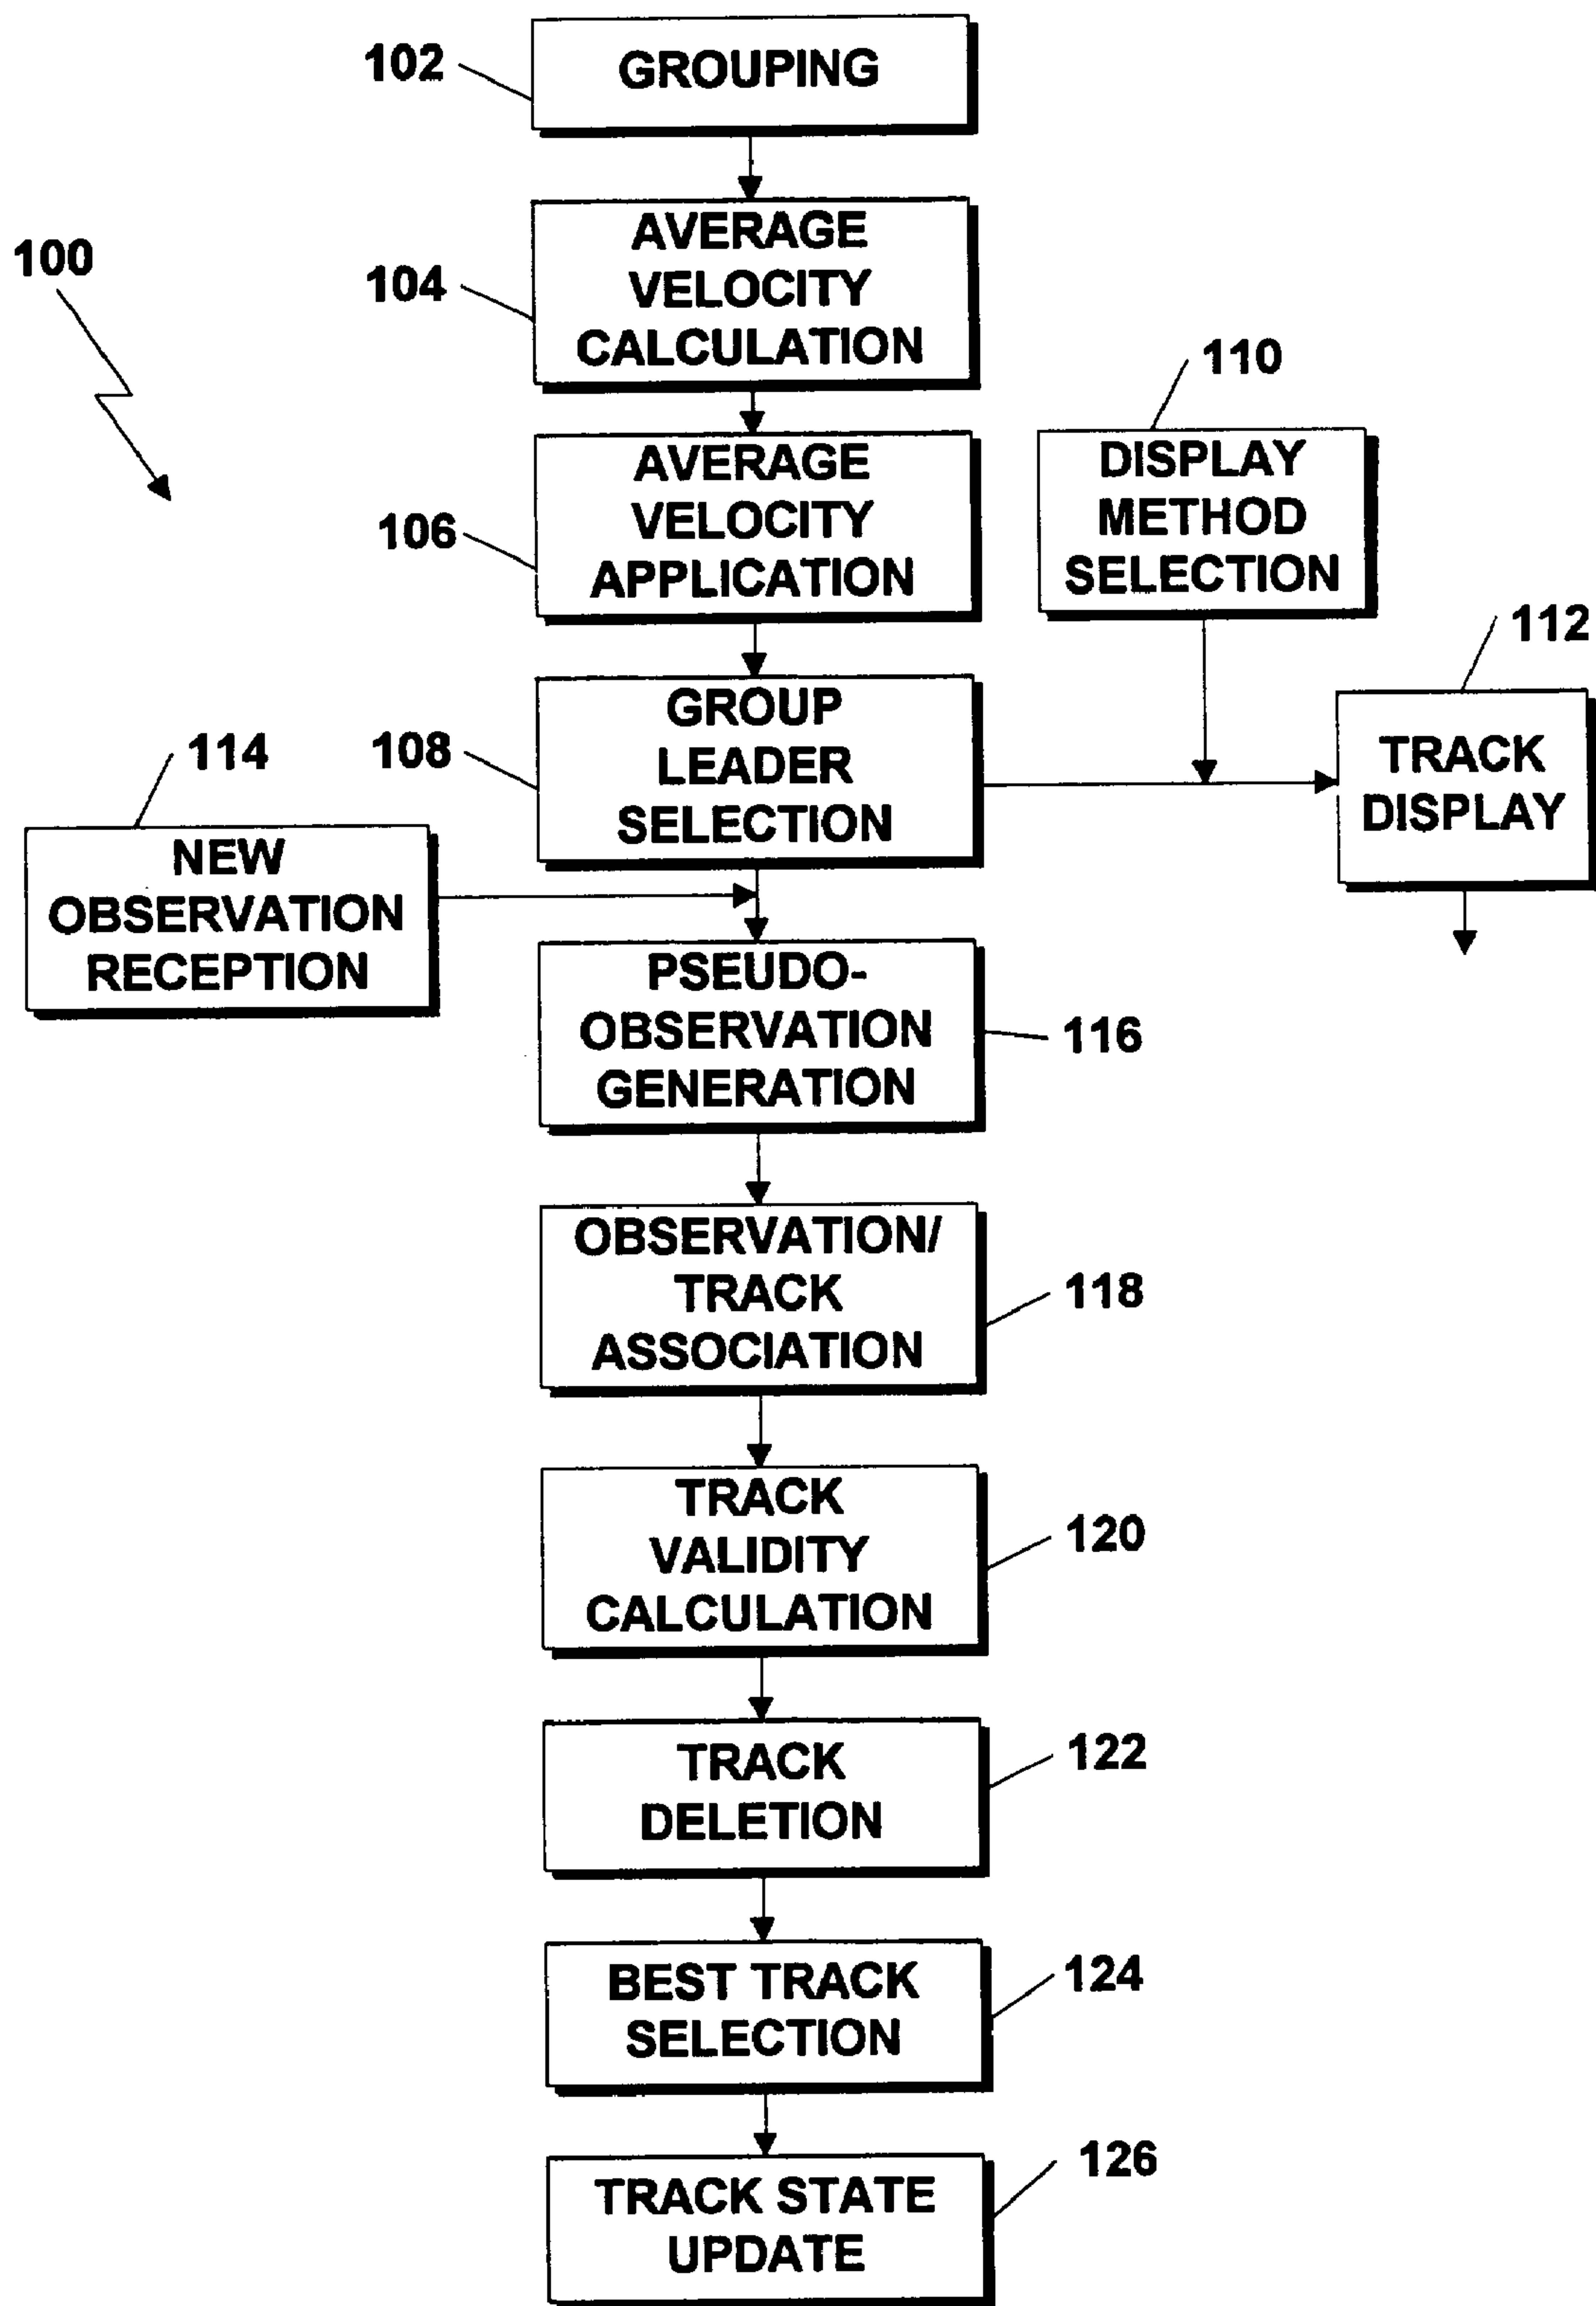 102
GROUPING
100
104
AVERAGE
VELOCITY
CALCULATION
106
AVERAGE
VELOCITY
APPLICATION
110
DISPLAY
METHOD
SELECTION
108
GROUP
LEADER
SELECTION
112
TRACK
DISPLAY
114
NEW
OBSERVATION
RECEPTION
PSEUDO-
OBSERVATION
GENERATION
116
OBSERVATION/
TRACK
ASSOCIATION
118
TRACK
VALIDITY
CALCULATION
120
TRACK
DELETION
122
BEST TRACK
SELECTION
124
TRACK STATE
UPDATE
126